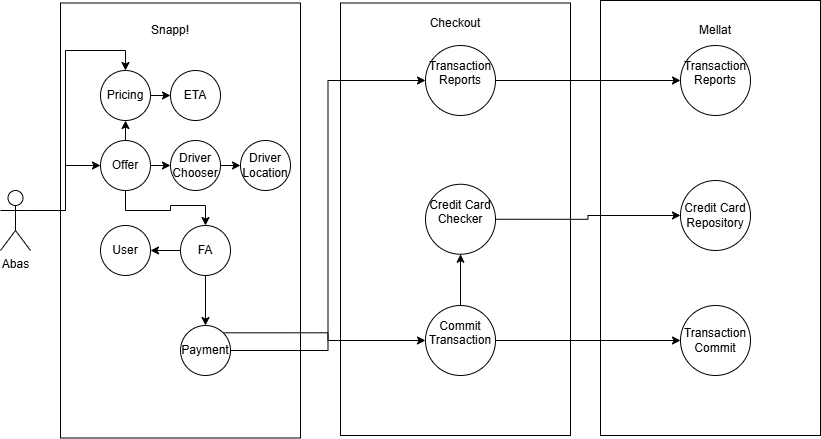 Snapp!
Checkout
Mellat
Pricing
ETA
Offer
Driver
Chooser
Driver
Location
Abas
User
FA
Payment
Transaction
Reports
Credit Card
Checker
Commit
Transaction
Transaction
Reports
Credit Card
Repository
Transaction
Commit